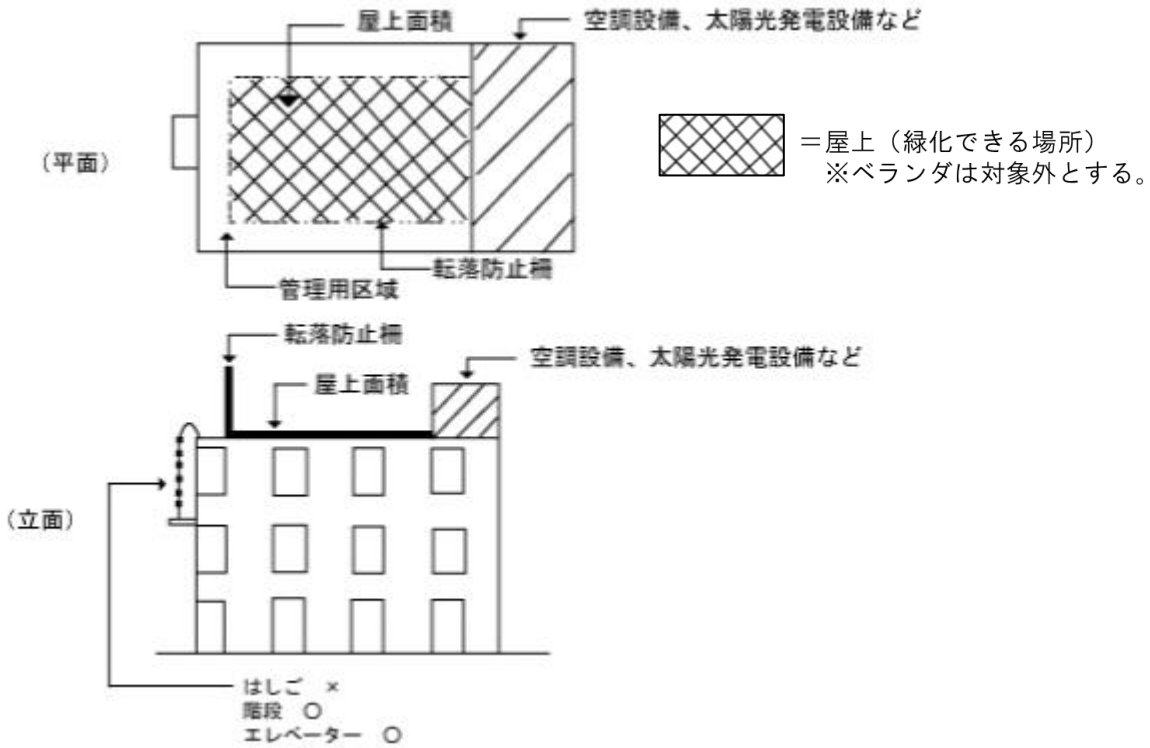 屋上面積
空調設備、太陽光発電設備など
(平面)
＝屋上（緑化できる場所）
※ベランダは対象外とする。
転落防止柵
管理用区域
転落防止柵
空調設備、太陽光発電設備など
屋上面積
(立面)
はしご ×
階段 ○
エレベーター ○